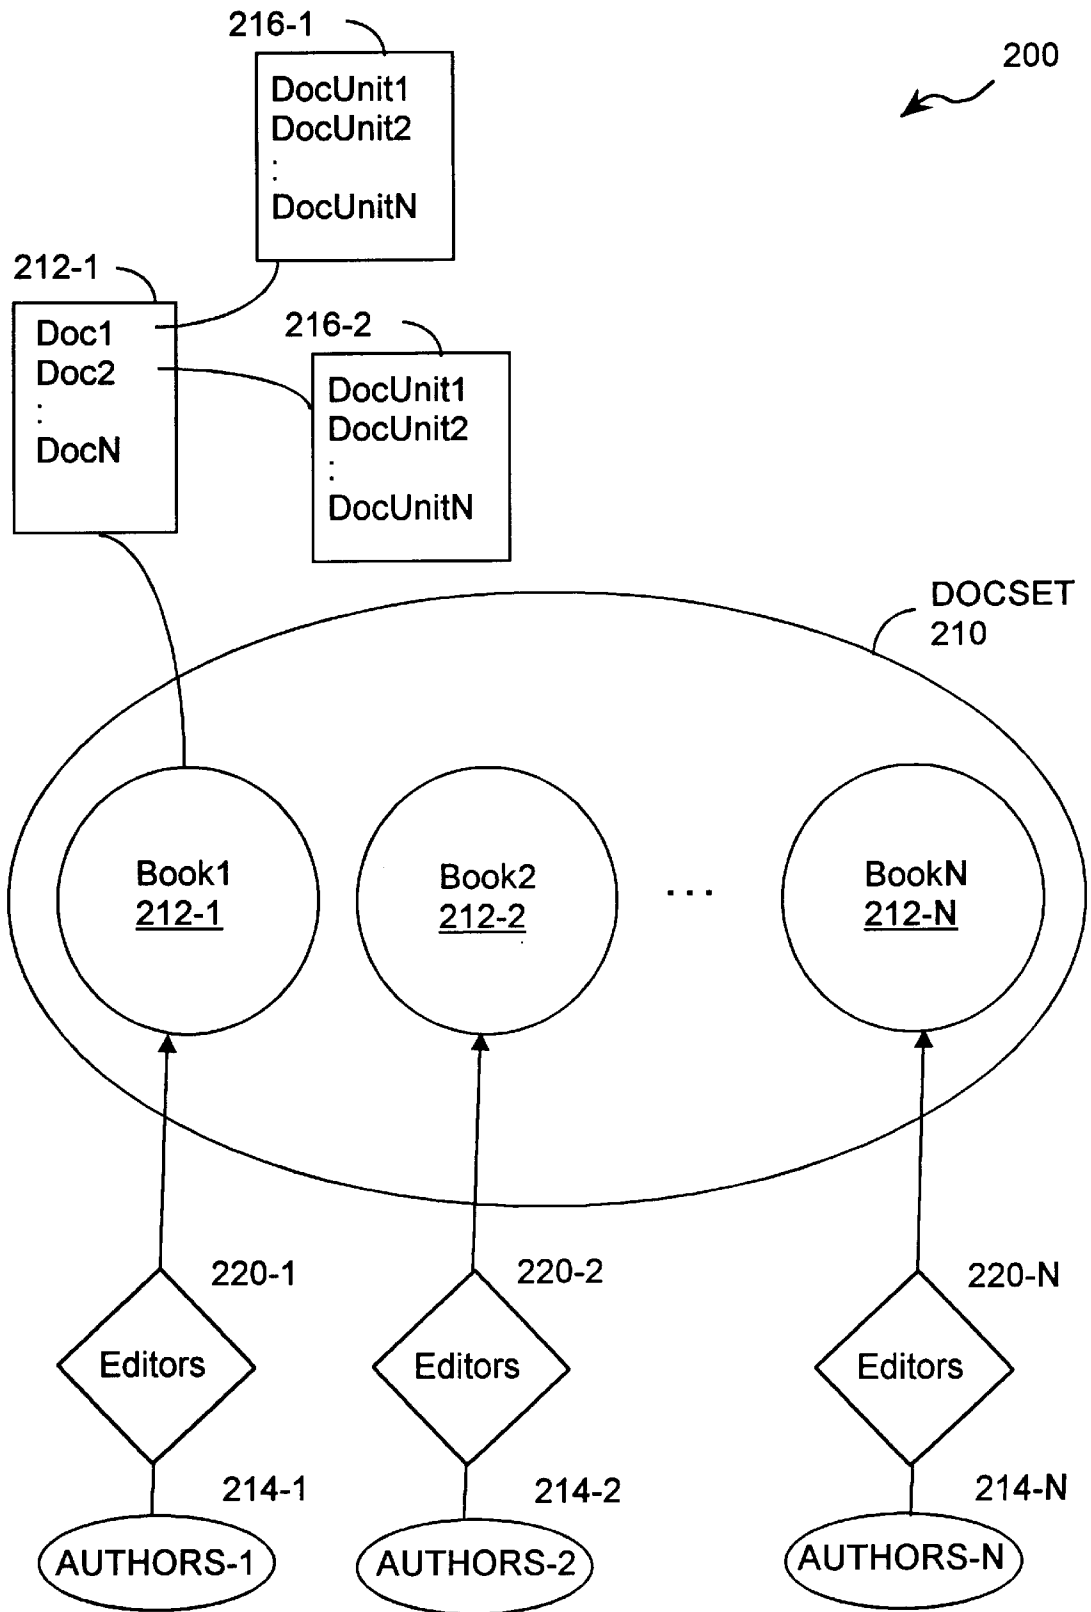 216-1
200
DocUnit1
DocUnit2
:
DocUnitN
212-1
Doc1
Doc2
:
DocN
216-2
DocUnit1
DocUnit2
:
DocUnitN
DOCSET
210
Book1
212-1
Book2
212-2
...
BookN
212-N
220-1
220-2
220-N
Editors
Editors
Editors
214-1
214-2
214-N
AUTHORS-1
AUTHORS-2
AUTHORS-N